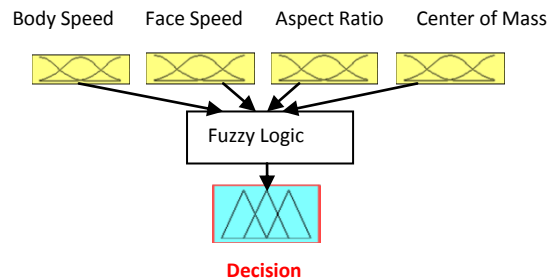 Body Speed Face Speed Aspect Ratio Center of Mass
Fuzzy Logic
Decision